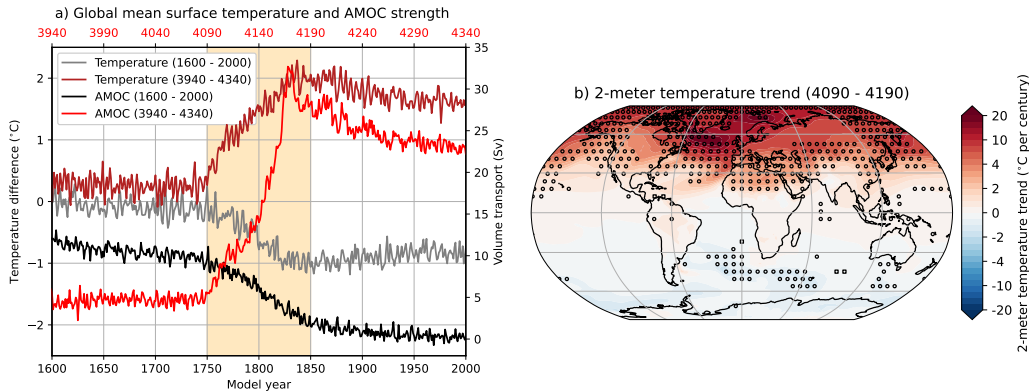 a) Global mean surface temperature and AMOC strength
3940 3990 4040 4090 4140 4190 4240 4290 4340
Temperature (1600 - 2000)
Temperature (3940 - 4340)
AMOC (1600 - 2000)
AMOC (3940 - 4340)
Temperature difference (°C)
2
1
0
−1
−2
35
30
25
20
15
10
5
0
Volume transport (Sv)
1600 1650 1700 1750 1800 1850 1900 1950 2000
Model year
b) 2-meter temperature trend (4090 - 4190)
20
10
4
2
0
-2
-4
-10
-20
2-meter temperature trend (°C per century)